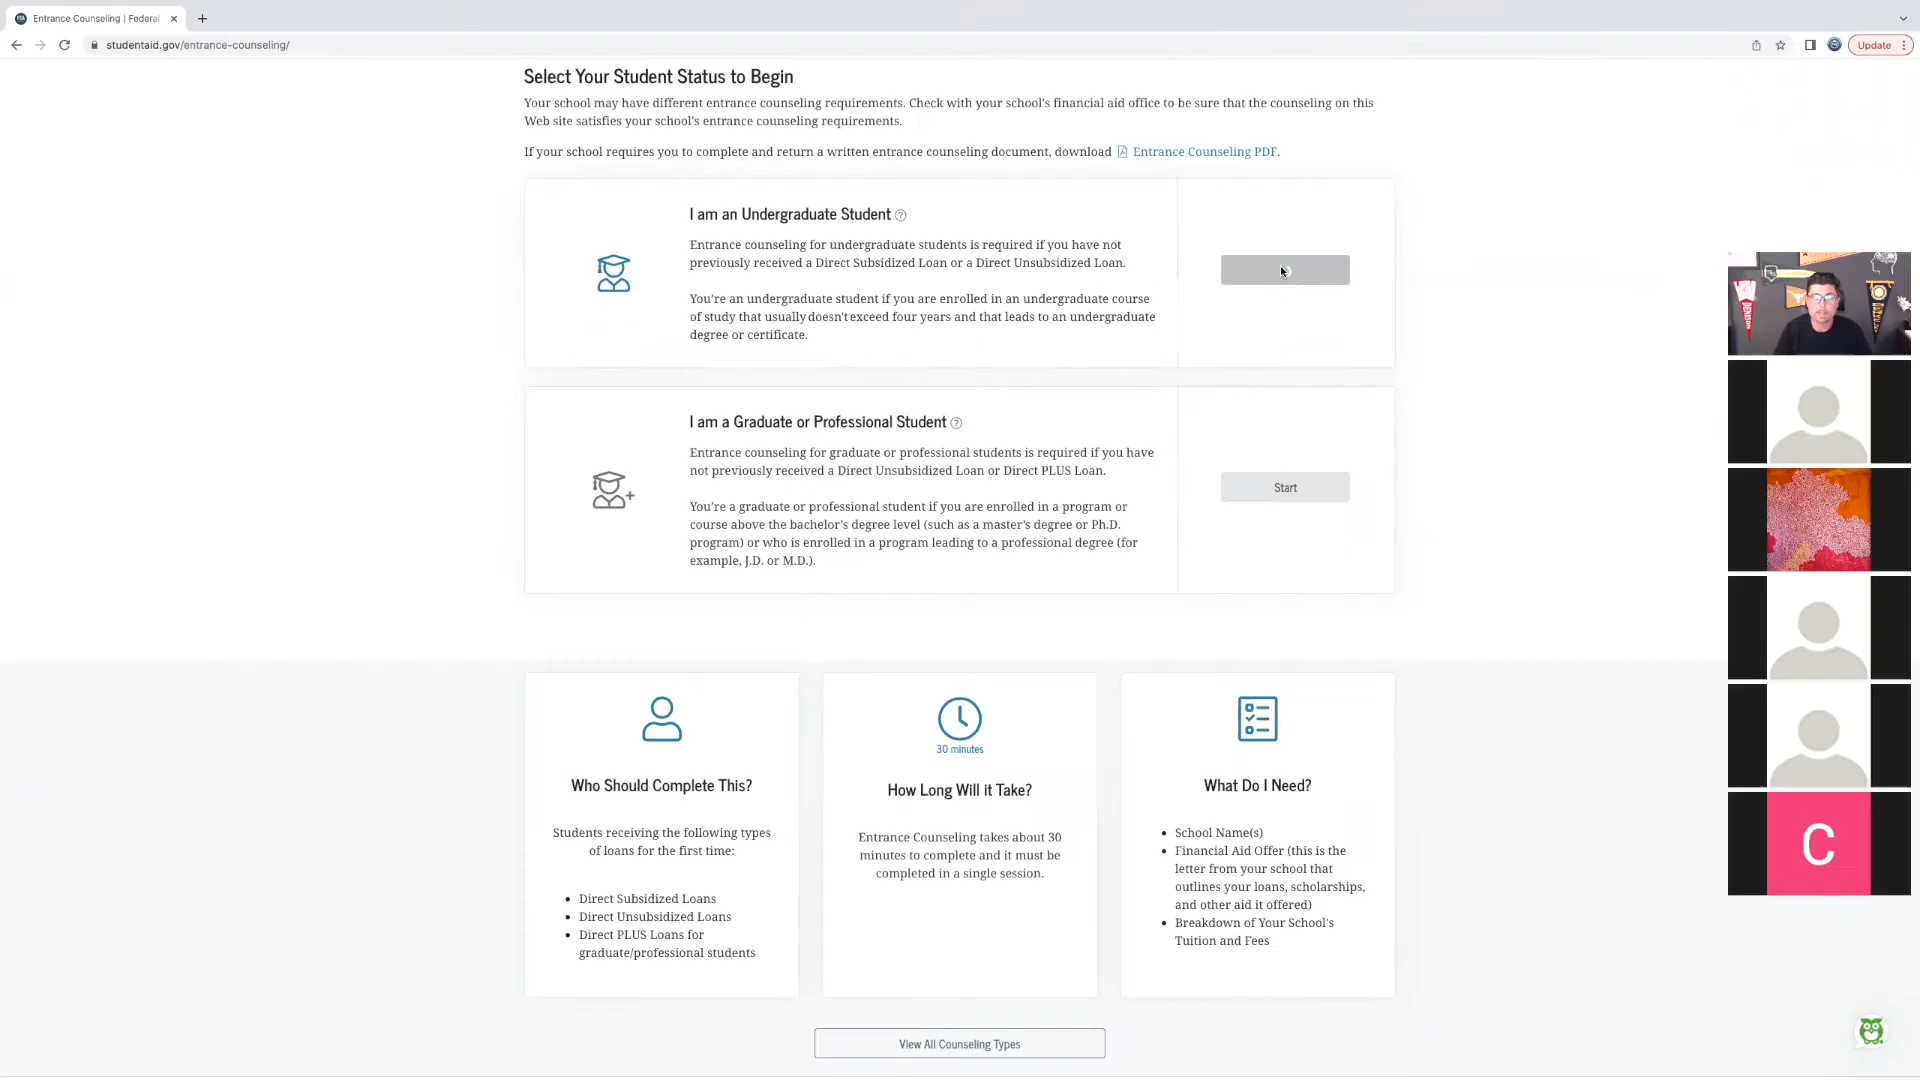 Entrance Counseling | Federal
studentaid.gov/entrance-counseling/
Update
Select Your Student Status to Begin
Your school may have different entrance counseling requirements. Check with your school's financial aid office to be sure that the counseling on this
Web site satisfies your school's entrance counseling requirements.
If your school requires you to complete and return a written entrance counseling document, download Entrance Counseling PDF.
I am an Undergraduate Student ?
Entrance counseling for undergraduate students is required if you have not
previously received a Direct Subsidized Loan or a Direct Unsubsidized Loan.
You're an undergraduate student if you are enrolled in an undergraduate course
of study that usually doesn't exceed four years and that leads to an undergraduate
degree or certificate.
I am a Graduate or Professional Student ?
Entrance counseling for graduate or professional students is required if you have
not previously received a Direct Unsubsidized Loan or Direct PLUS Loan.
You're a graduate or professional student if you are enrolled in a program or
course above the bachelor's degree level (such as a master's degree or Ph.D.
program) or who is enrolled in a program leading to a professional degree (for
example, J.D. or M.D.).
Start
Who Should Complete This?
Students receiving the following types
of loans for the first time:
• Direct Subsidized Loans
• Direct Unsubsidized Loans
• Direct PLUS Loans for
graduate/professional students
30 minutes
How Long Will it Take?
Entrance Counseling takes about 30
minutes to complete and it must be
completed in a single session.
What Do I Need?
• School Name(s)
• Financial Aid Offer (this is the
letter from your school that
outlines your loans, scholarships,
and other aid it offered)
• Breakdown of Your School's
Tuition and Fees
View All Counseling Types
C